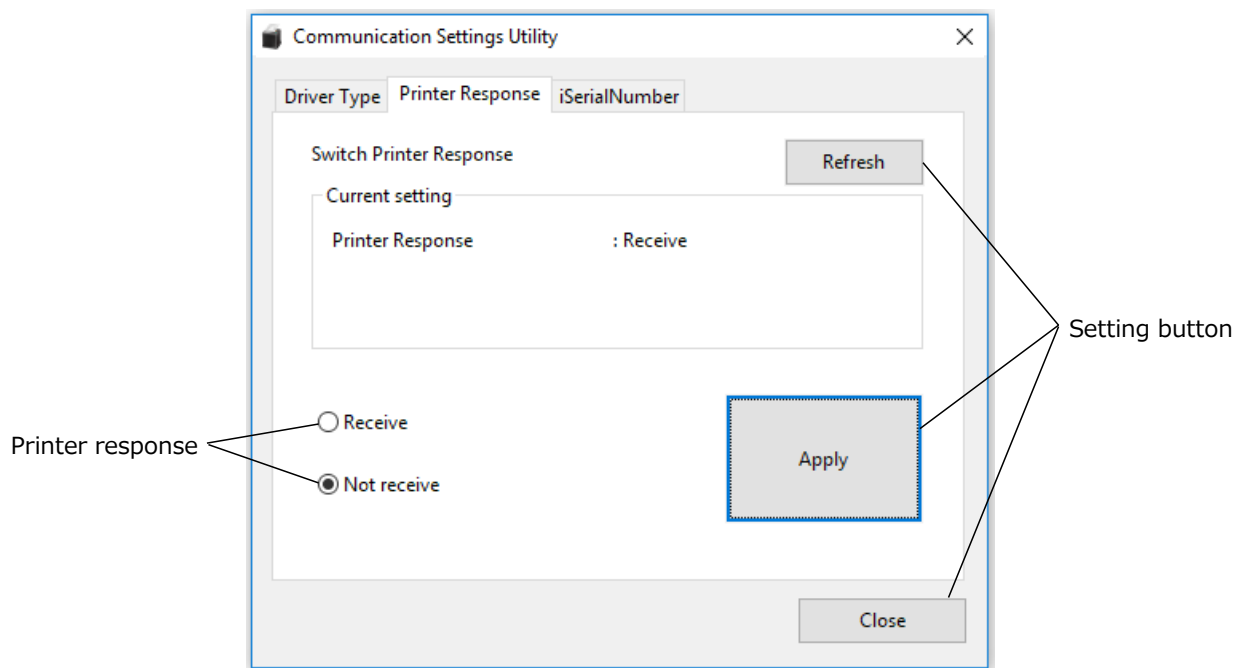 Communication Settings Utility
Driver Type Printer Response iSerialNumber
Switch Printer Response
Refresh
Current setting
Printer Response : Receive
Setting button
Receive
Printer response
Apply
Not receive
Close